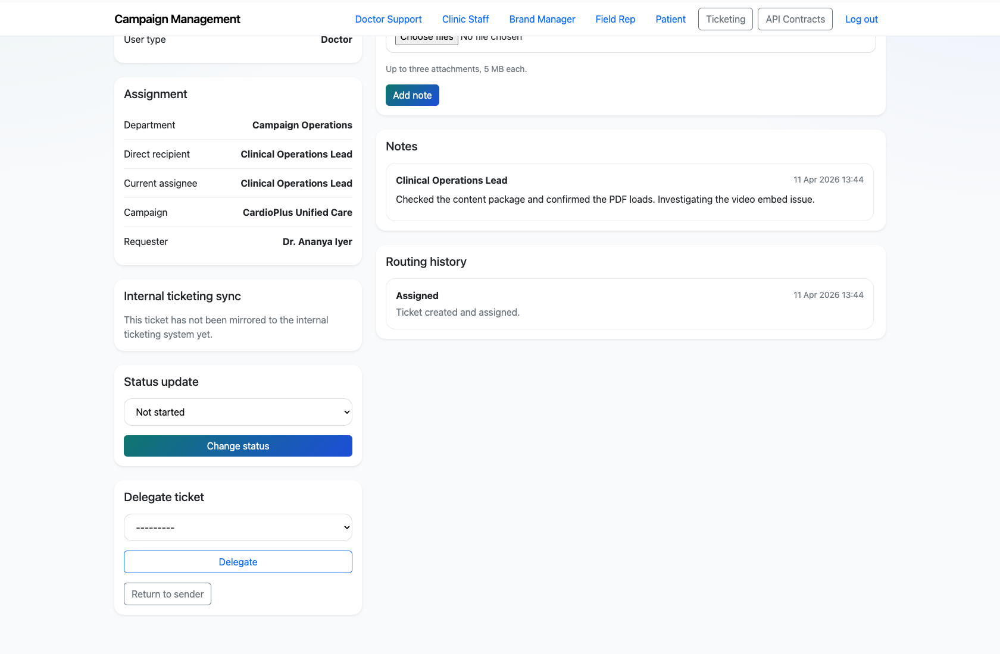 Campaign Management
Doctor Support
Clinic Staff
Brand Manager
Field Rep
Patient
Ticketing
API Contracts
Log out
User type
Doctor
Assignment
Department
Campaign Operations
Direct recipient
Clinical Operations Lead
Current assignee
Clinical Operations Lead
Campaign
CardioPlus Unified Care
Requester
Dr. Ananya Iyer
Internal ticketing sync
This ticket has not been mirrored to the internal
ticketing system yet.
Status update
Not started
Change status
Delegate ticket
---------
Delegate
Return to sender
Choose files No file chosen
Up to three attachments, 5 MB each.
Add note
Notes
Clinical Operations Lead
11 Apr 2026 13:44
Checked the content package and confirmed the PDF loads. Investigating the video embed issue.
Routing history
Assigned
11 Apr 2026 13:44
Ticket created and assigned.